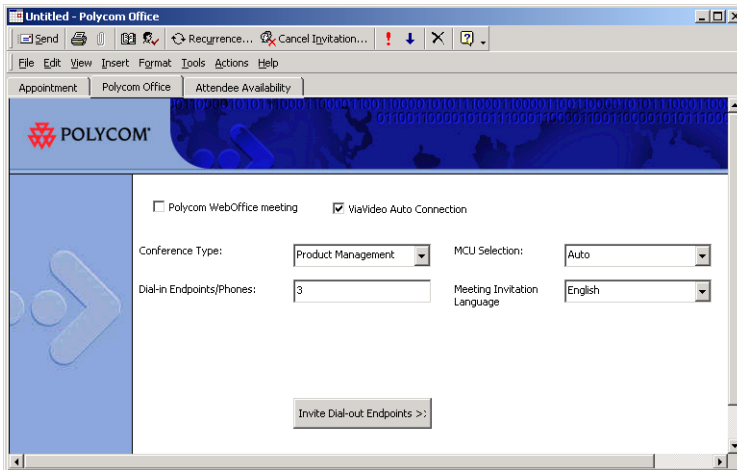 Untitled - Polycom Office
Send Recurrence... Cancel Invitation...
File Edit View Insert Format Tools Actions Help
Appointment Polycom Office Attendee Availability
POLYCOM
Polycom WebOffice meeting ViaVideo Auto Connection
Conference Type: Product Management MCU Selection: Auto
Dial-in Endpoints/Phones: 3 Meeting Invitation Language English
Invite Dial-out Endpoints >: